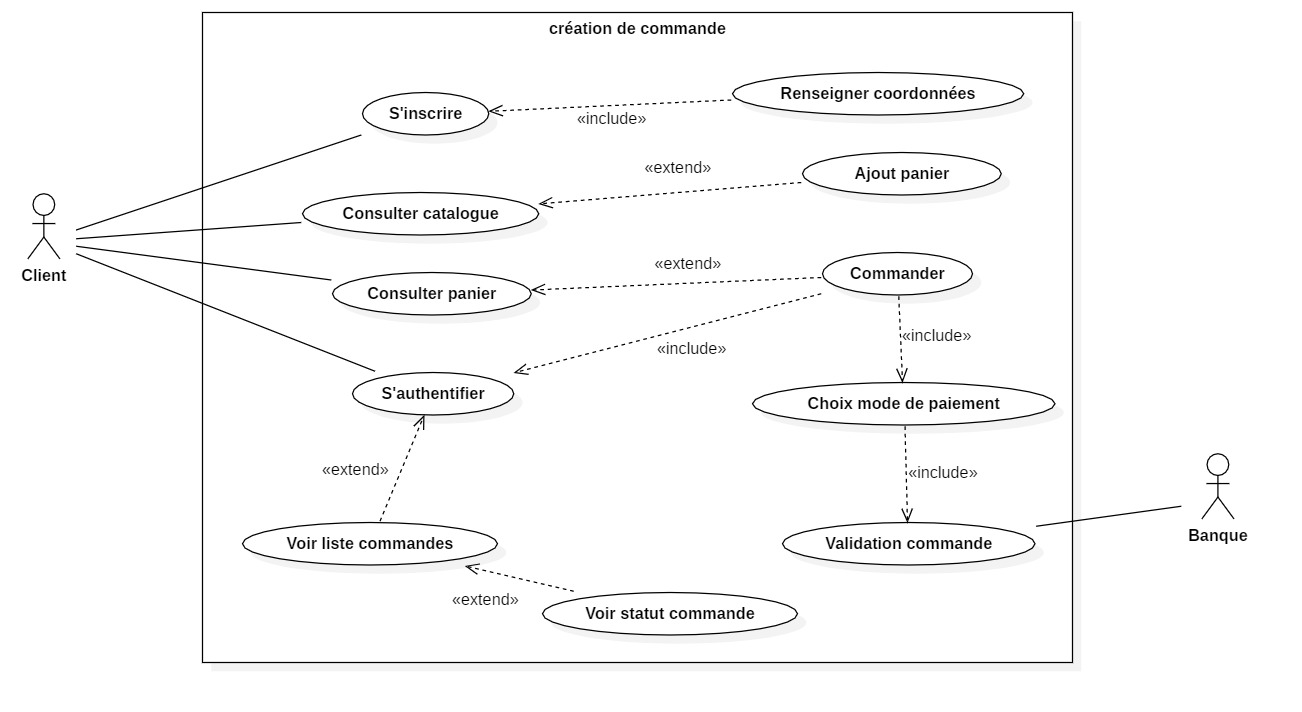 création de commande
S'inscrire
Renseigner coordonnées
«include»
Ajout panier
«extend»
Consulter catalogue
Client
«extend»
Commander
Consulter panier
«include»
«include»
S'authentifier
Choix mode de paiement
«extend»
«include»
Banque
Voir liste commandes
Validation commande
«extend»
Voir statut commande